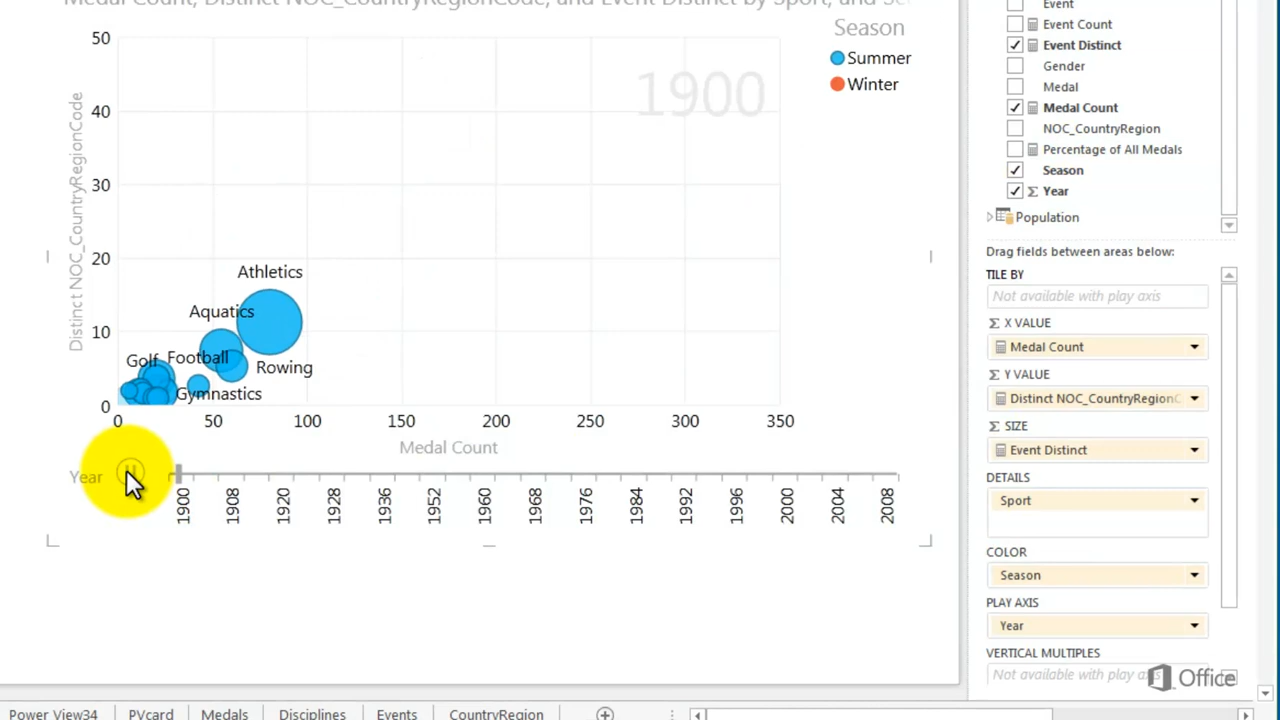 Medal Count, Distinct NOC_CountryRegionCode, and Event Distinct by Sport, and Se
Season
Summer
Winter
1900
50
40
30
20
10
0
Distinct NOC_CountryRegionCode
Athletics
Aquatics
Golf
Football
Rowing
Gymnastics
0
50
100
150
200
250
300
350
Medal Count
Year
1900
1908
1920
1928
1936
1952
1960
1968
1976
1984
1992
1996
2000
2004
2008
Event
Event Count
Event Distinct
Gender
Medal
Medal Count
NOC_CountryRegion
Percentage of All Medals
Season
Σ Year
Population
Drag fields between areas below:
TILE BY
Not available with play axis
Σ X VALUE
Medal Count
Σ Y VALUE
Distinct NOC_CountryRegionC
Σ SIZE
Event Distinct
DETAILS
Sport
COLOR
Season
PLAY AXIS
Year
VERTICAL MULTIPLES
Not available with play axis
Office
Power View34
PVcard
Medals
Disciplines
Events
CountryRegion